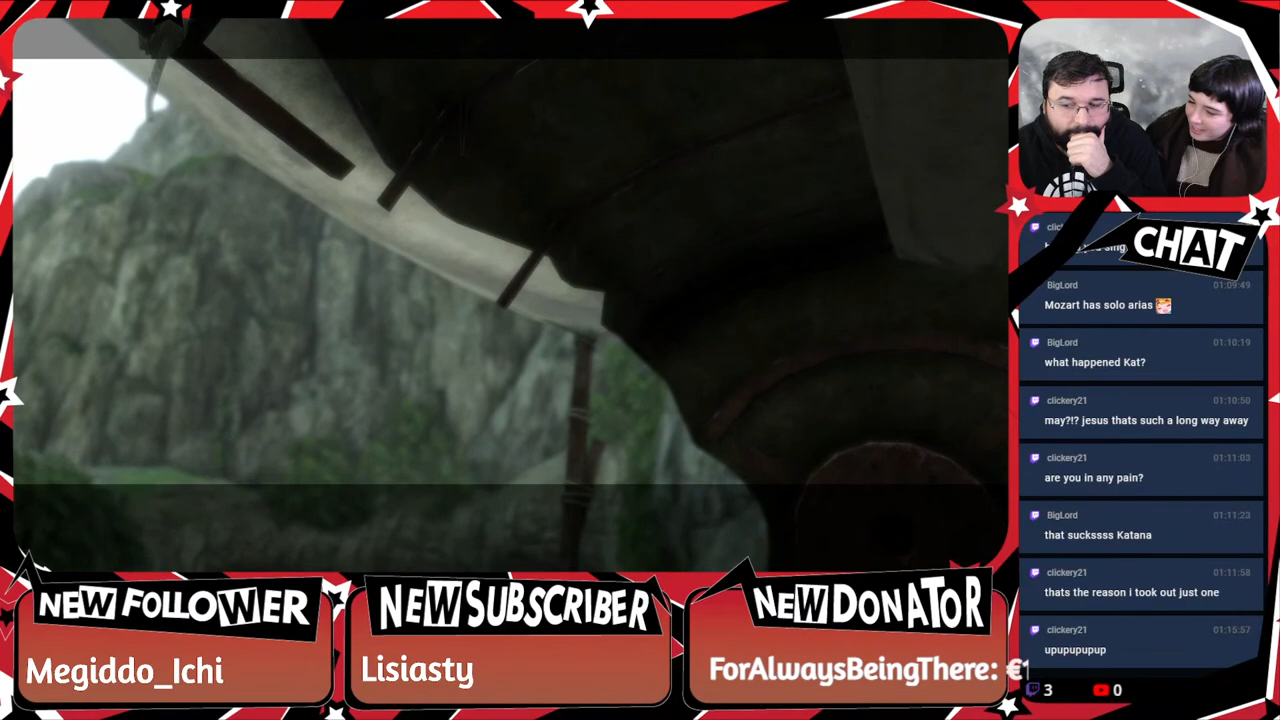 CHAT
BigLord 01:09:49
Mozart has solo arias
BigLord 01:10:19
what happened Kat?
clickery21 01:10:50
may?!? jesus thats such a long way away
clickery21 01:11:03
are you in any pain?
BigLord 01:11:23
that suckssss Katana
clickery21 01:11:58
thats the reason i took out just one
clickery21 01:15:57
upupupupup
3 0
NEW FOLLOWER
Megiddo_Ichi
NEW SUBSCRIBER
Lisiasty
NEW DONATOR
ForAlwaysBeingThere: €1